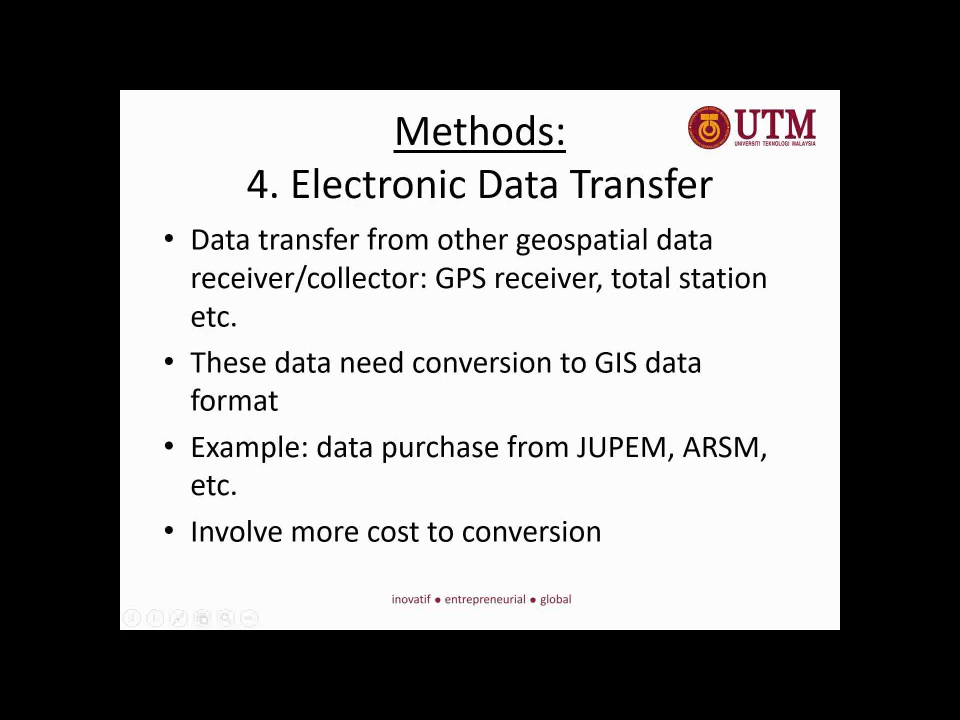 Methods:
UTM
UNIVERSITI TEKNOLOGI MALAYSIA
4. Electronic Data Transfer
• Data transfer from other geospatial data
receiver/collector: GPS receiver, total station
etc.
• These data need conversion to GIS data
format
• Example: data purchase from JUPEM, ARSM,
etc.
• Involve more cost to conversion
inovatif ● entrepreneurial ● global